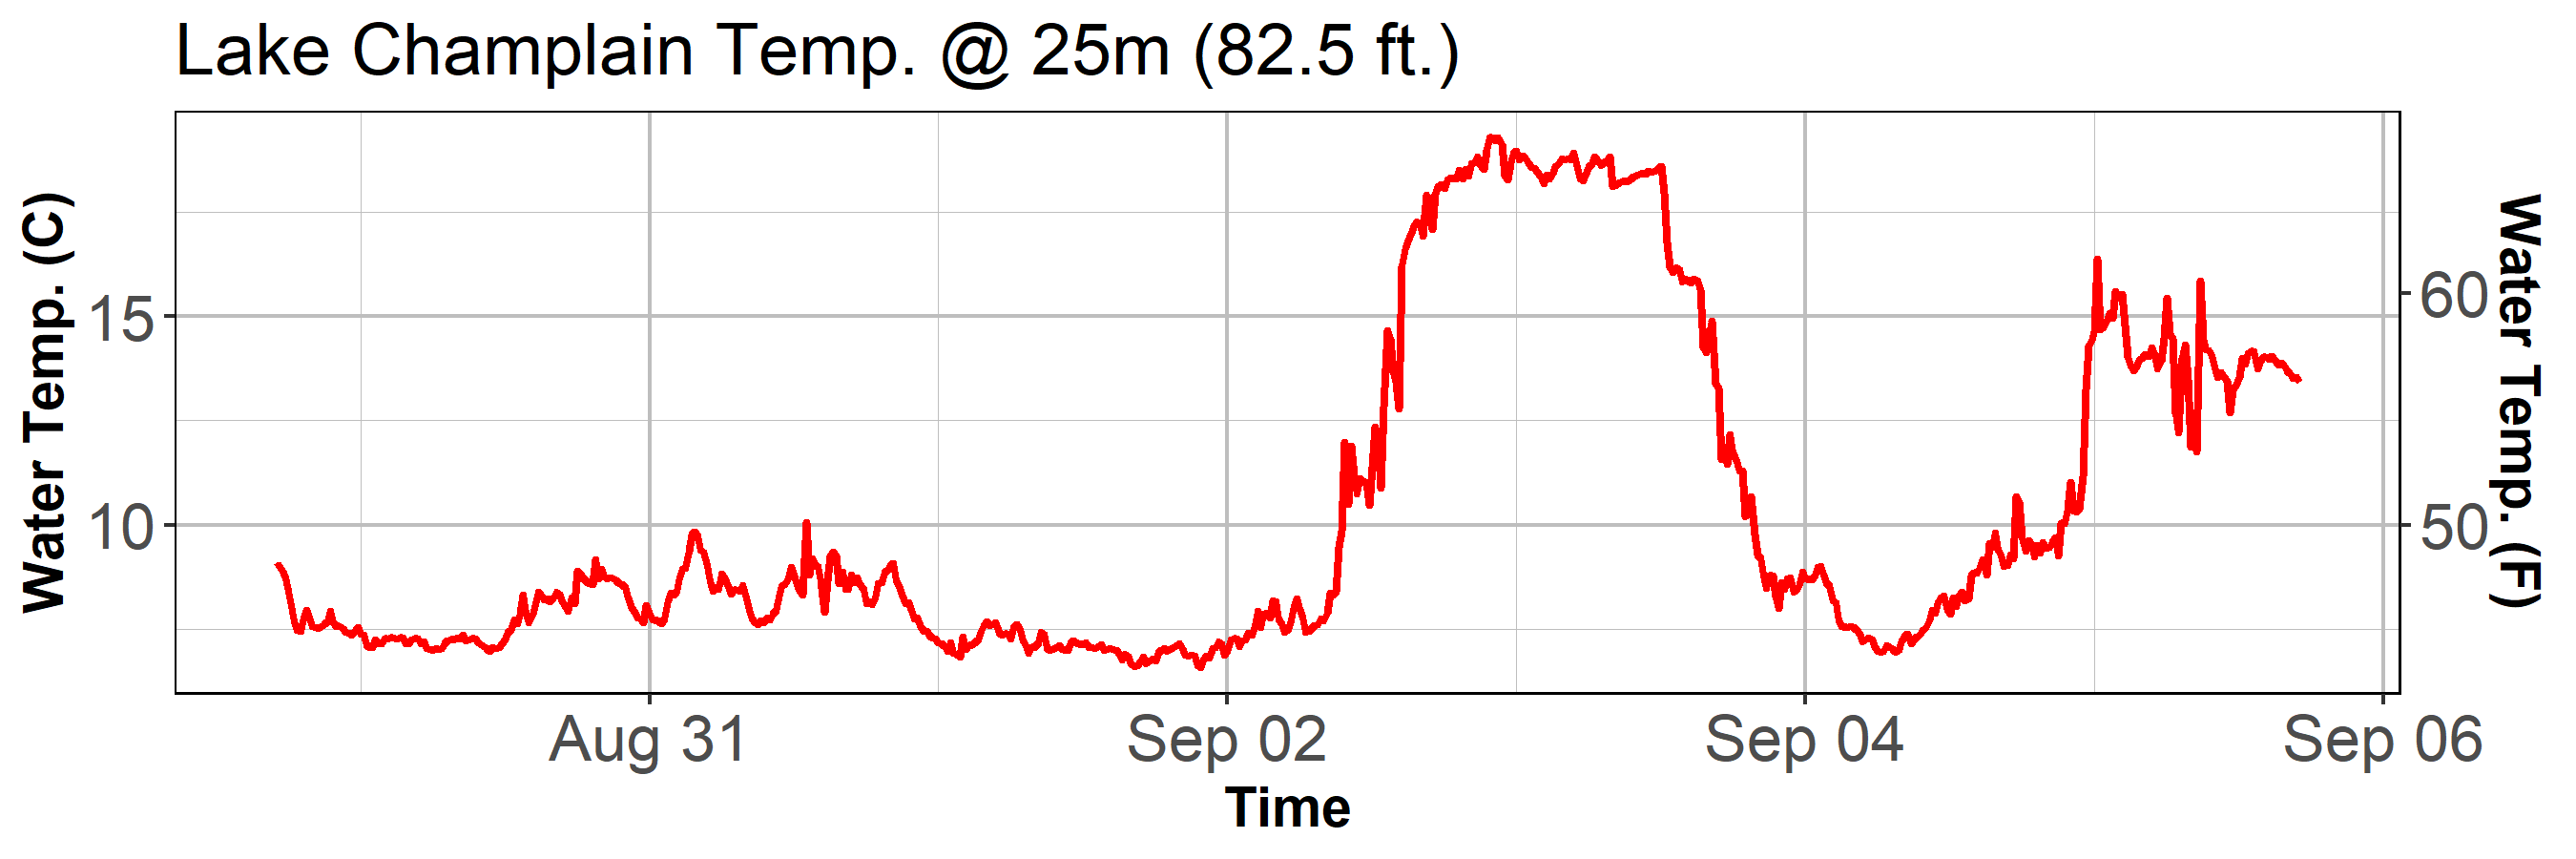 Lake Champlain Temp. @ 25m (82.5 ft.)
Water Temp. (C)
15
10
60
50
Water Temp. (F)
Aug 31
Sep 02
Sep 04
Sep 06
Time